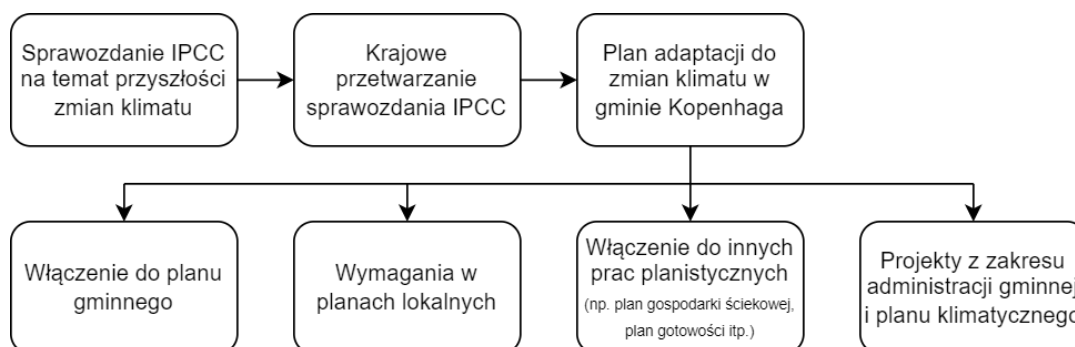 Sprawozdanie IPCC
na temat przyszłości
zmian klimatu
Krajowe
przetwarzanie
sprawozdania IPCC
Plan adaptacji do
zmian klimatu w
gminie Kopenhaga
Włączenie do planu
gminnego
Wymagania w
planach lokalnych
Włączenie do innych
prac planistycznych
(np. plan gospodarki ściekowej,
plan gotowości itp.)
Projekty z zakresu
administracji gminnej
i planu klimatycznego